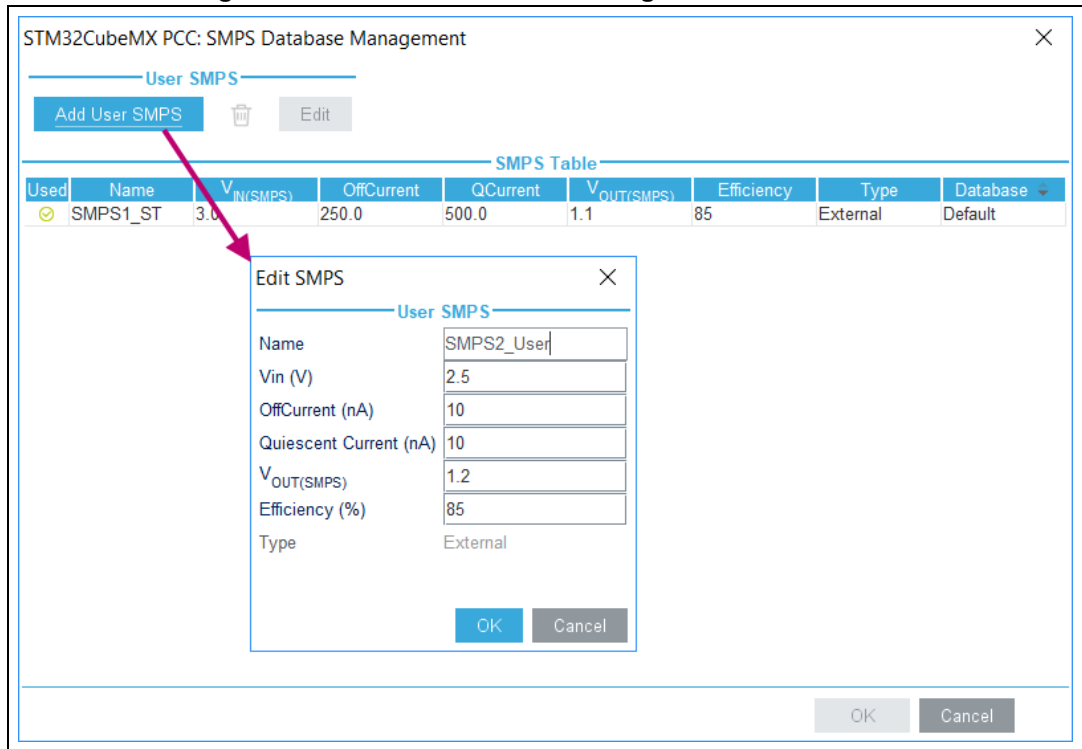 STM32CubeMX PCC: SMPS Database Management
User SMPS
Add User SMPS Edit
SMPS Table
Used Name VIN(SMPS) OffCurrent QCurrent VOUT(SMPS) Efficiency Type Database
SMPS1_ST 3.0 250.0 500.0 1.1 85 External Default
Edit SMPS
User SMPS
Name SMPS2_User
Vin (V) 2.5
OffCurrent (nA) 10
Quiescent Current (nA) 10
VOUT(SMPS) 1.2
Efficiency (%) 85
Type External
OK Cancel
OK Cancel